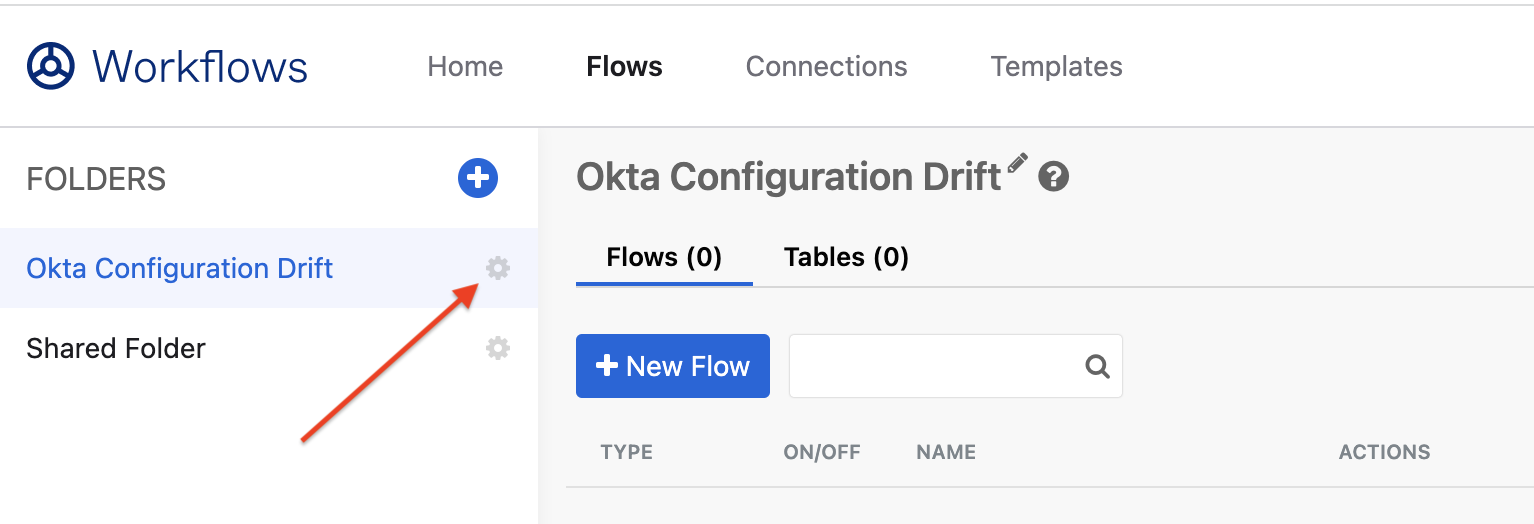 Workflows Home Flows Connections Templates
FOLDERS
Okta Configuration Drift
Shared Folder
Okta Configuration Drift
Flows (0) Tables (0)
New Flow
TYPE ON/OFF NAME ACTIONS